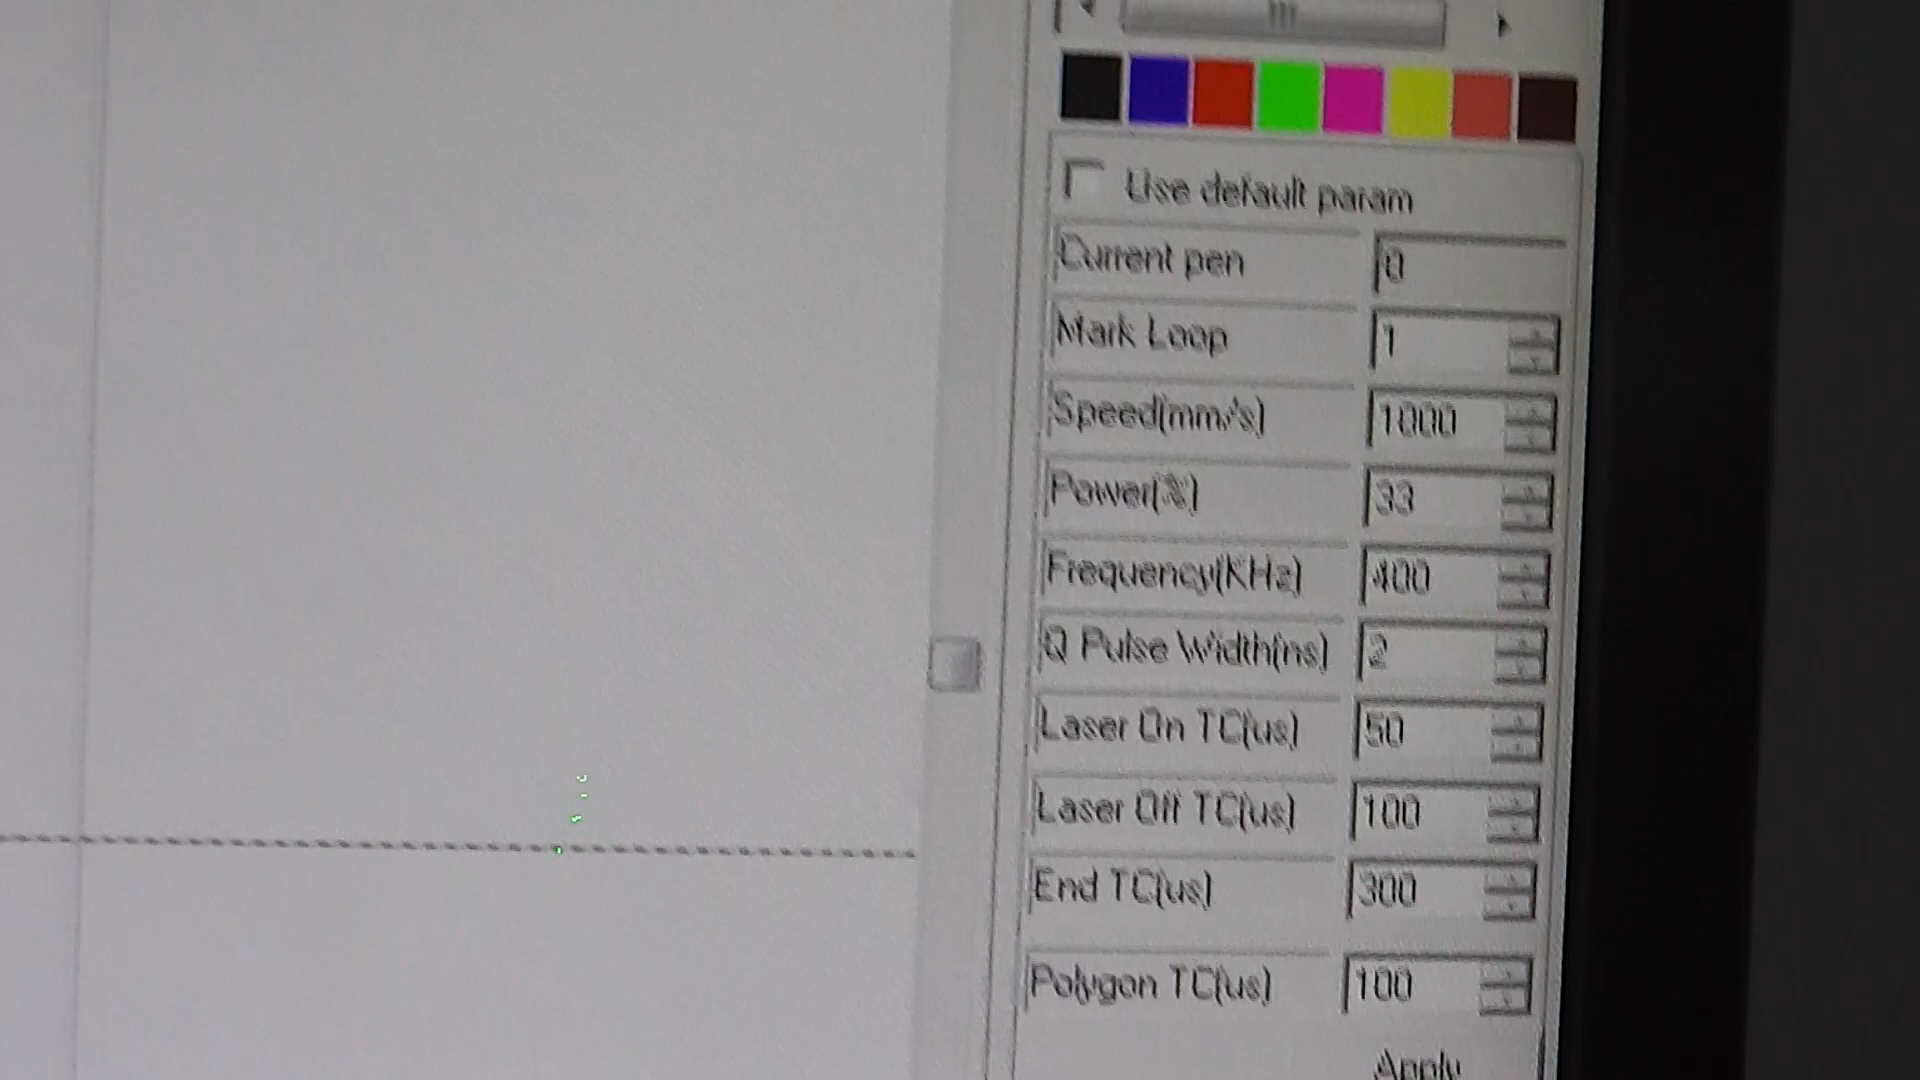 Use default param
Current pen 0
Mark Loop 1
Speed(mm/s) 1000
Power(%) 33
Frequency(KHz) 400
Q Pulse Width(ns) 2
Laser On TC(us) 50
Laser Off TC(us) 100
End TC(us) 300
Polygon TC(us) 100
Apply